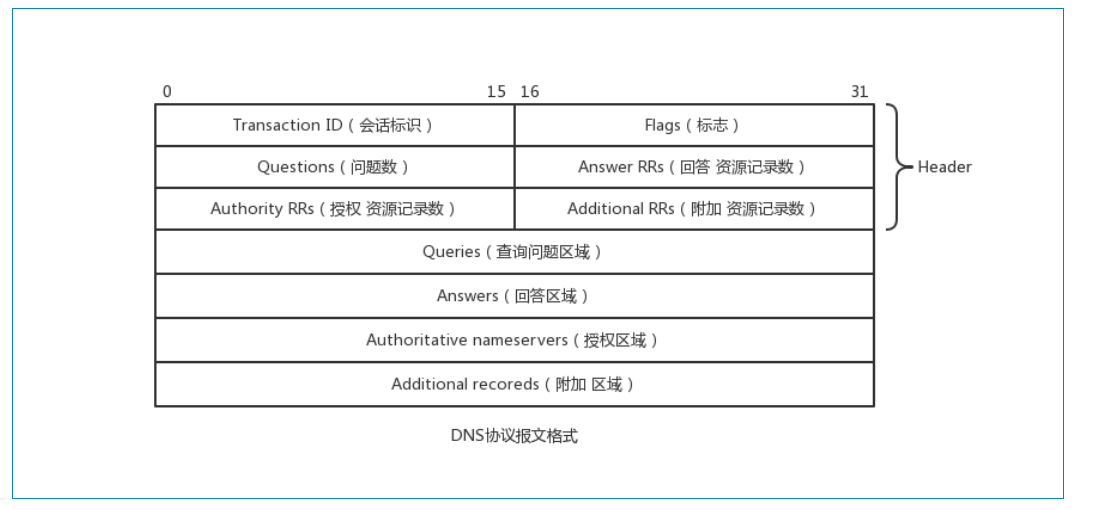 0 15 16 31
Transaction ID ( 会话标识 ) Flags ( 标志 )
Questions ( 问题数 ) Answer RRs ( 回答 资源记录数 )
Header
Authority RRs ( 授权 资源记录数 ) Additional RRs ( 附加 资源记录数 )
Queries ( 查询问题区域 )
Answers ( 回答区域 )
Authoritative nameservers ( 授权区域 )
Additional recoreds ( 附加 区域 )
DNS协议报文格式